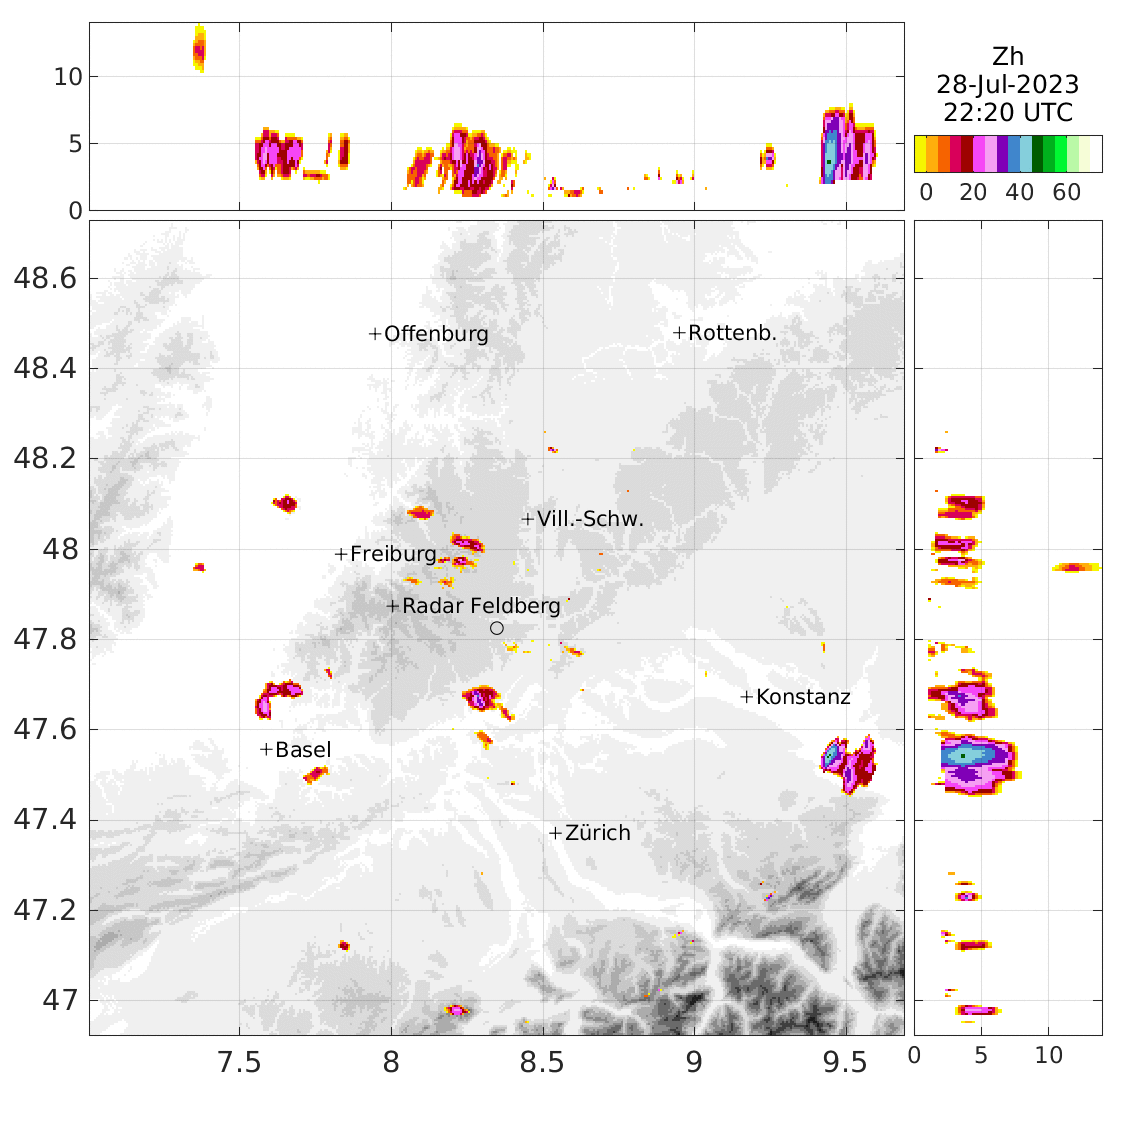 10
5
0
Zh
28-Jul-2023
22:20 UTC
0 20 40 60
48.6
48.4
48.2
48
47.8
47.6
47.4
47.2
47
+Offenburg
+Rottenb.
+Vill.-Schw.
+Freiburg
+Radar Feldberg
+Konstanz
+Basel
+Zürich
7.5 8 8.5 9 9.5
0 5 10